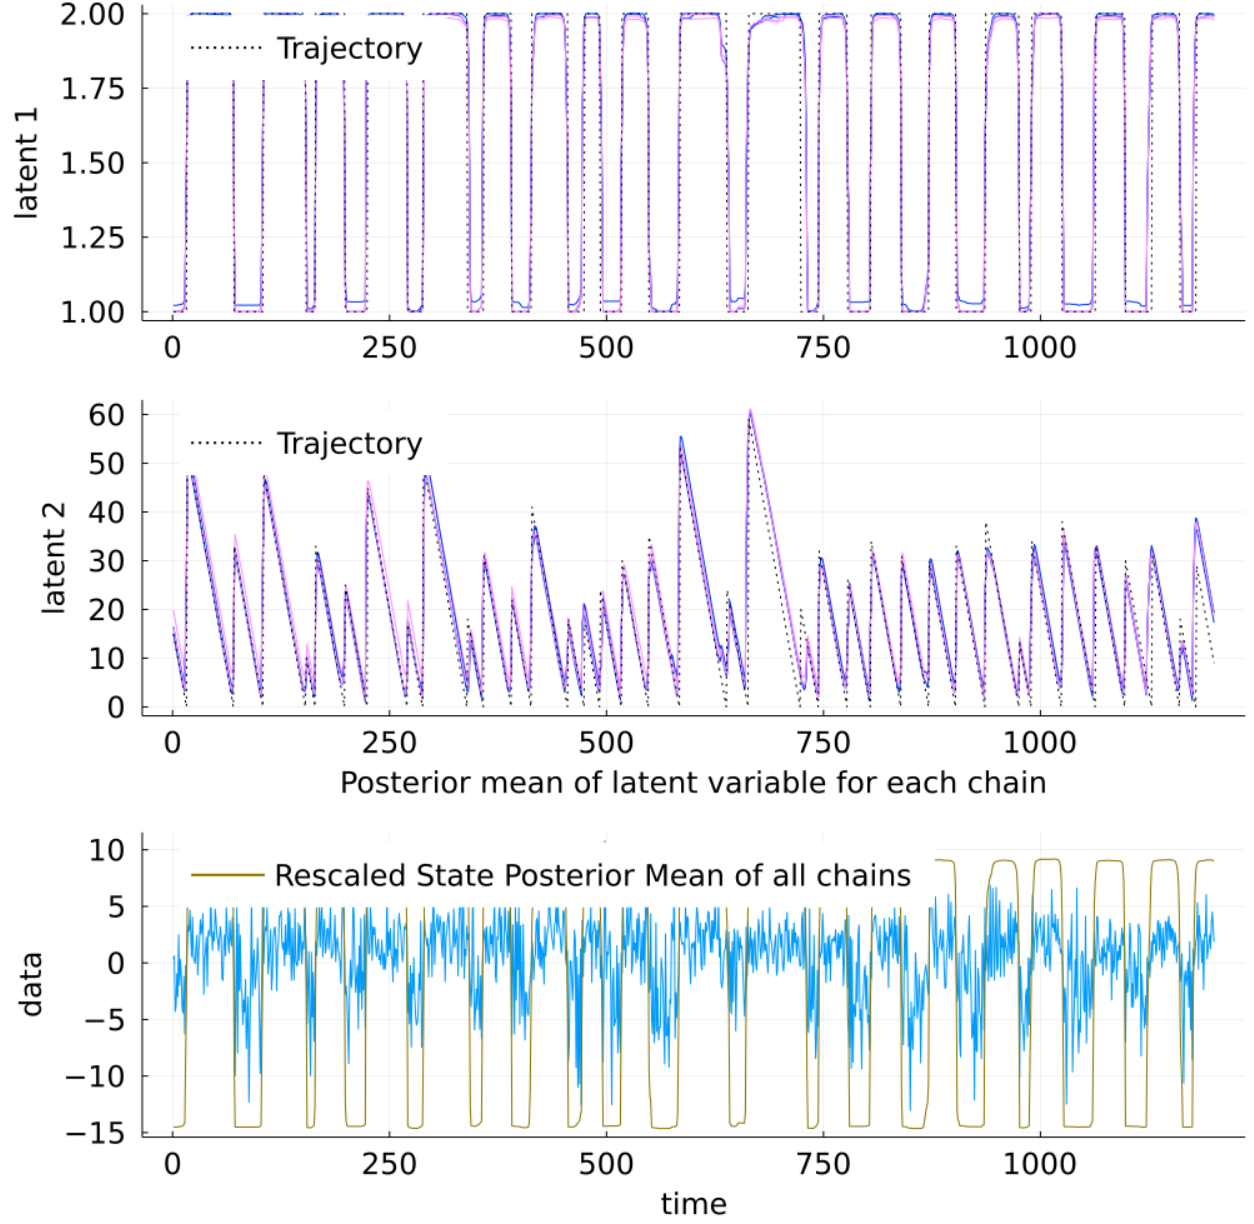 2.00
Trajectory
1.75
latent 1
1.50
1.25
1.00
0 250 500 750 1000
60
Trajectory
50
40
latent 2
30
20
10
0
0 250 500 750 1000
Posterior mean of latent variable for each chain
10
Rescaled State Posterior Mean of all chains
5
0
data
−5
−10
−15
0 250 500 750 1000
time